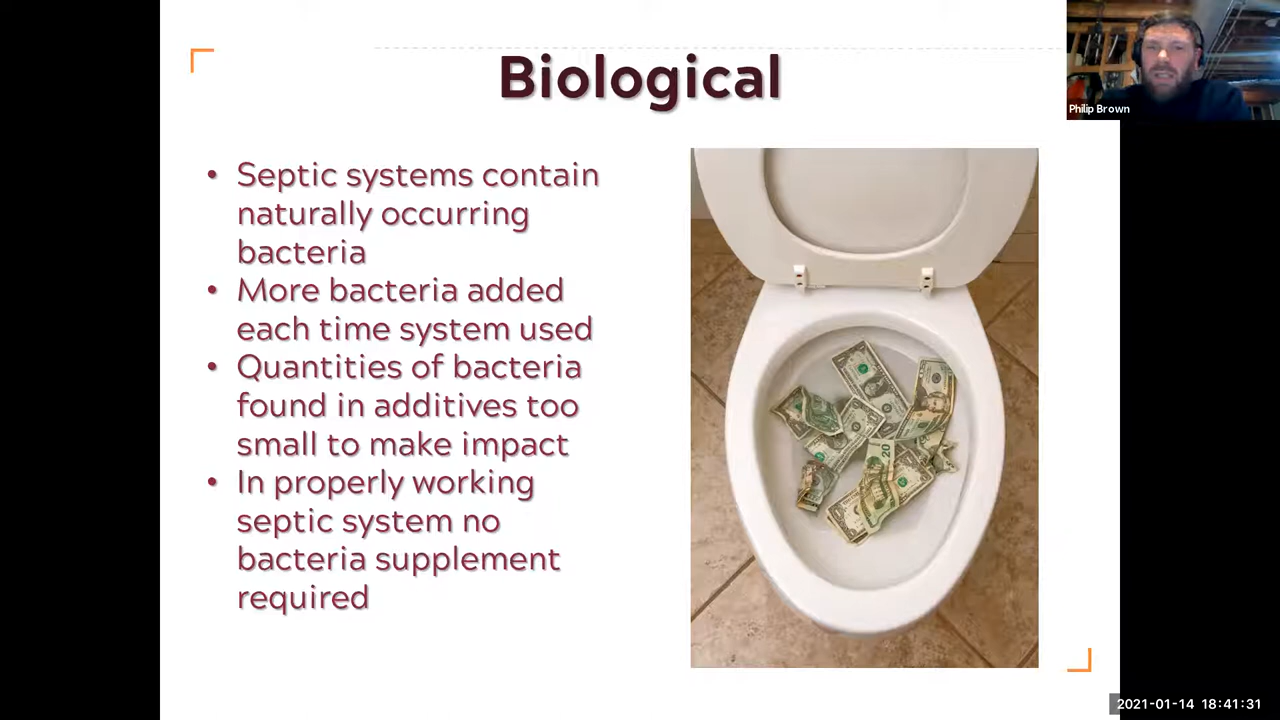 Biological
Philip Brown
• Septic systems contain
naturally occurring
bacteria
• More bacteria added
each time system used
• Quantities of bacteria
found in additives too
small to make impact
• In properly working
septic system no
bacteria supplement
required
20
2021-01-14 18:41:31